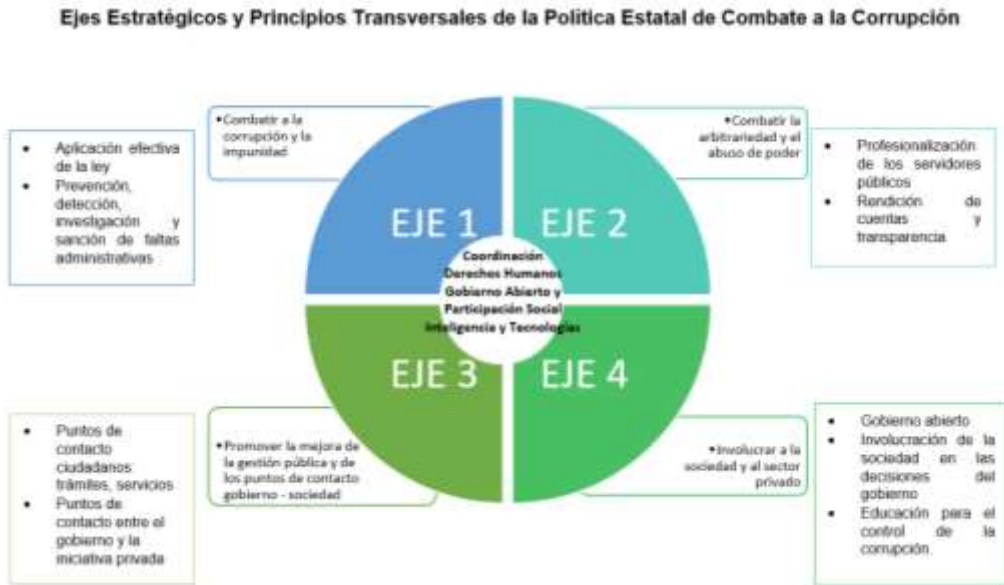 Ejes Estratégicos y Principios Transversales de la Política Estatal de Combate a la Corrupción
•Combatir a la
corrupción y la
impunidad
•Combatir la
arbitrariedad y el
abuso de poder
• Aplicación efectiva
de la ley
• Prevención,
detección,
investigación y
sanción de faltas
administrativas
• Profesionalización
de los servidores
públicos
• Rendición de
cuentas y
transparencia
EJE 1
EJE 2
Coordinación
Derechos Humanos
Gobierno Abierto y
Participación Social
Inteligencia y Tecnologías
EJE 3
EJE 4
• Puntos de
contacto
ciudadanos:
trámites, servicios
• Puntos de
contacto entre el
gobierno y la
iniciativa privada
•Promover la mejora de
la gestión pública y de
los puntos de contacto
gobierno - sociedad
•Involucrar a la
sociedad y al sector
privado
• Gobierno abierto
• Involucración de la
sociedad en las
decisiones del
gobierno
• Educación para el
control de la
corrupción.